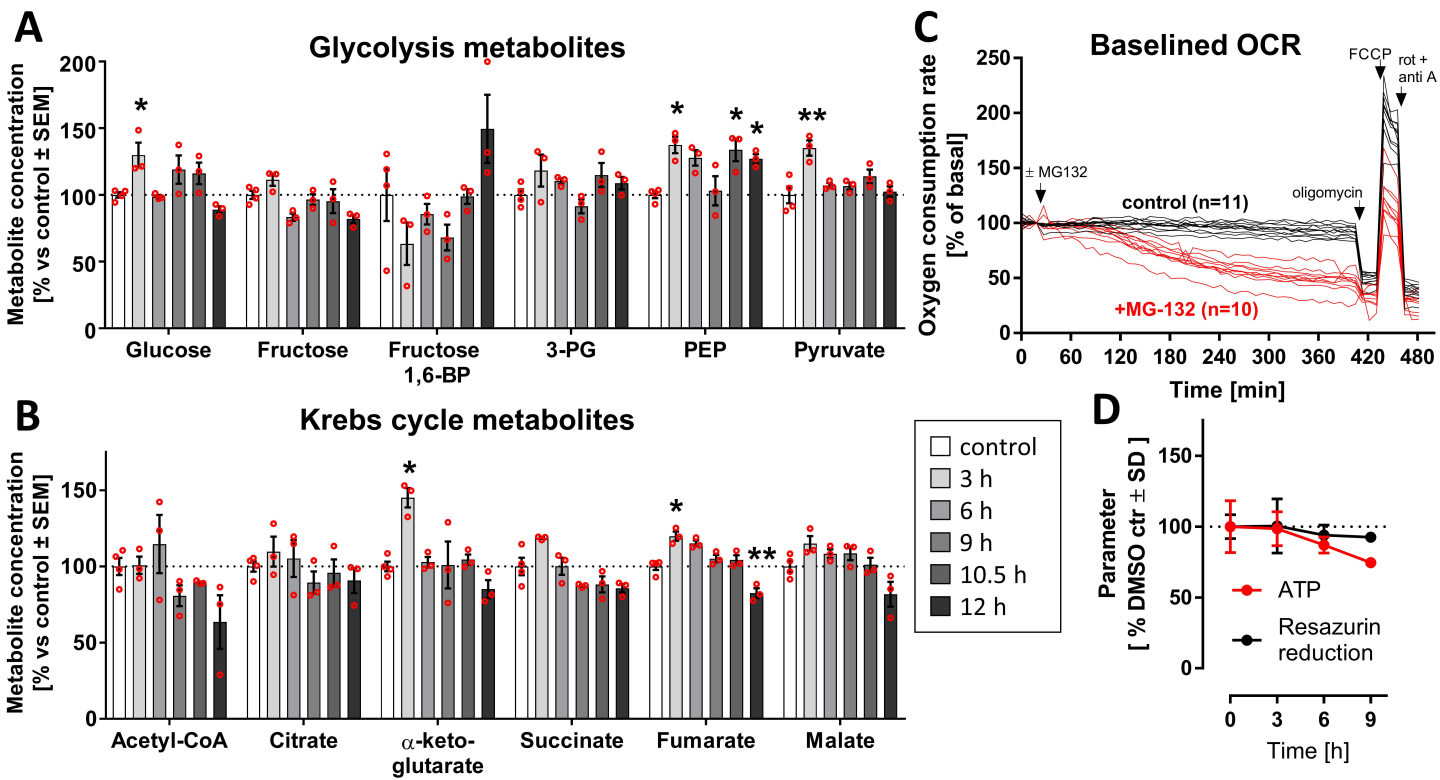 A
Glycolysis metabolites
Metabolite concentration
[% vs control ± SEM]
200
150
100
50
0
*
*
*
*
**
Glucose
Fructose
Fructose
1,6-BP
3-PG
PEP
Pyruvate
B
Krebs cycle metabolites
Metabolite concentration
[% vs control ± SEM]
150
100
50
0
*
*
**
Acetyl-CoA
Citrate
α-keto-
glutarate
Succinate
Fumarate
Malate
control
3 h
6 h
9 h
10.5 h
12 h
C
Baselined OCR
Oxygen consumption rate
[% of basal]
250
200
150
100
50
0
± MG132
control (n=11)
+MG-132 (n=10)
oligomycin
FCCP
rot +
anti A
0
60
120
180
240
300
360
420
480
Time [min]
D
Parameter
[ % DMSO ctr ± SD ]
150
100
50
0
ATP
Resazurin
reduction
0
3
6
9
Time [h]